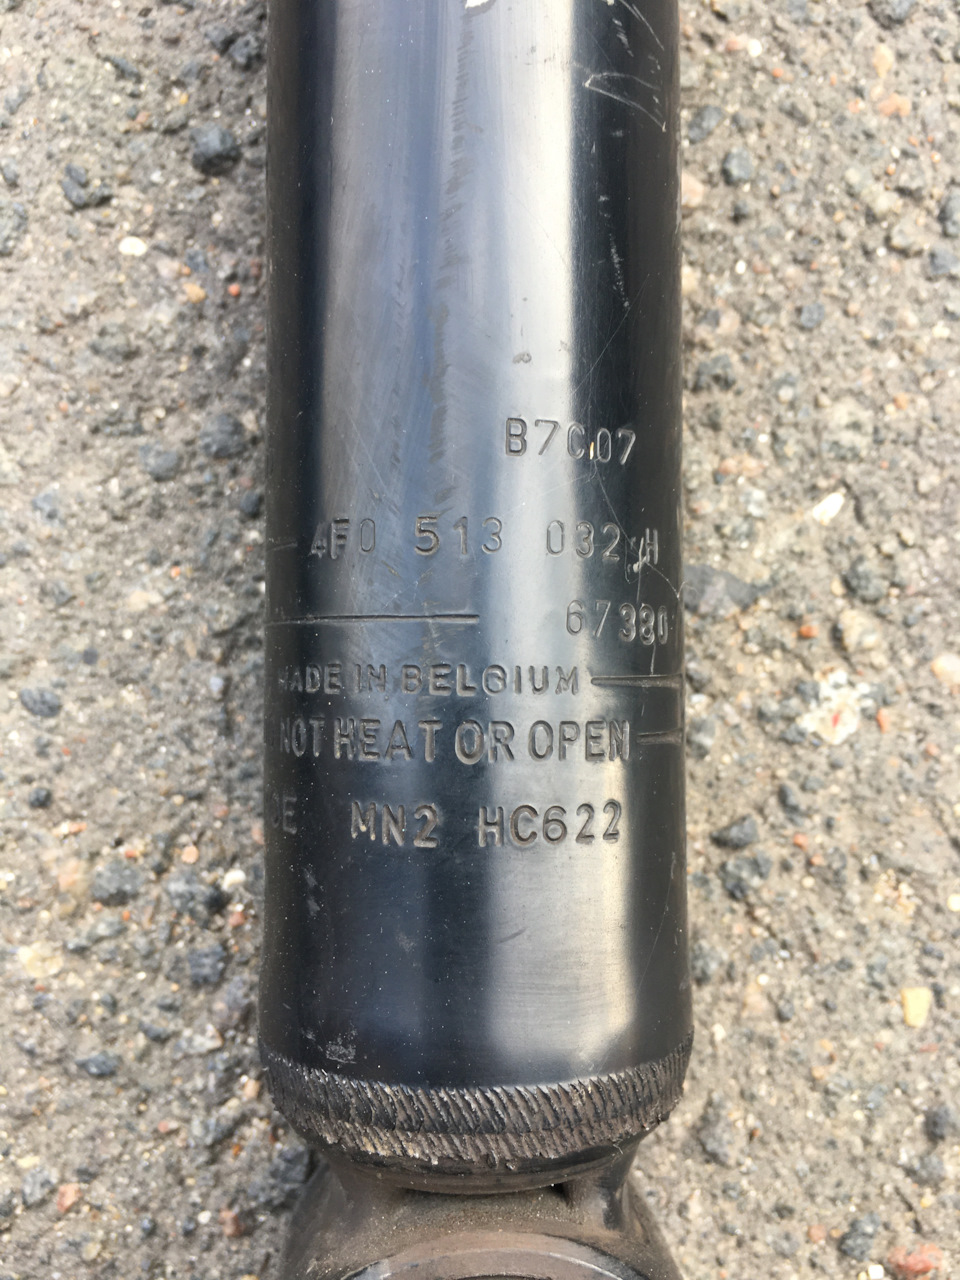 B7C07
4F0 513 032 H
67380
MADE IN BELGIUM
NOT HEAT OR OPEN
MN2 HC622